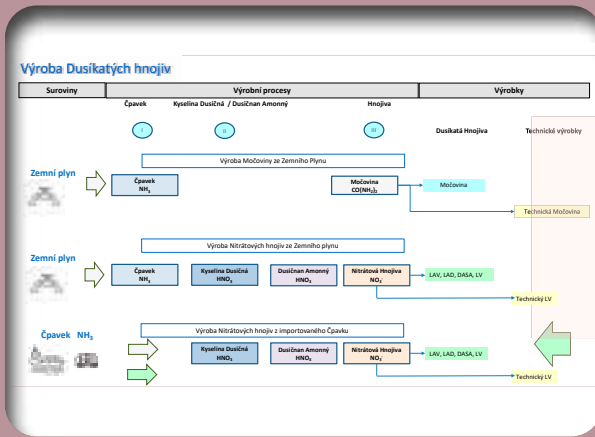 Výroba Dusíkatých hnojiv
Suroviny Výrobní procesy Výrobky
Čpavek Kyselina Dusičná / Dusičan Amonný Hnojiva
I II III
Dusíkatá Hnojiva Technické výrobky
Výroba Močoviny ze Zemního Plynu
Zemní plyn
Čpavek
NH₃
Močovina
CO(NH₂)₂
Močovina
Technická Močovina
Výroba Nitrátových hnojiv ze Zemního plynu
Zemní plyn
Čpavek
NH₃
Kyselina Dusičná
HNO₃
Dusičnan Amonný
HNO₃
Nitrátová Hnojiva
NO₃⁻
LAV, LAD, DASA, LV
Technický LV
Výroba Nitrátových hnojiv z importovaného Čpavku
Čpavek NH₃
Kyselina Dusičná
HNO₃
Dusičnan Amonný
HNO₃
Nitrátová Hnojiva
NO₃⁻
LAV, LAD, DASA, LV
Technický LV